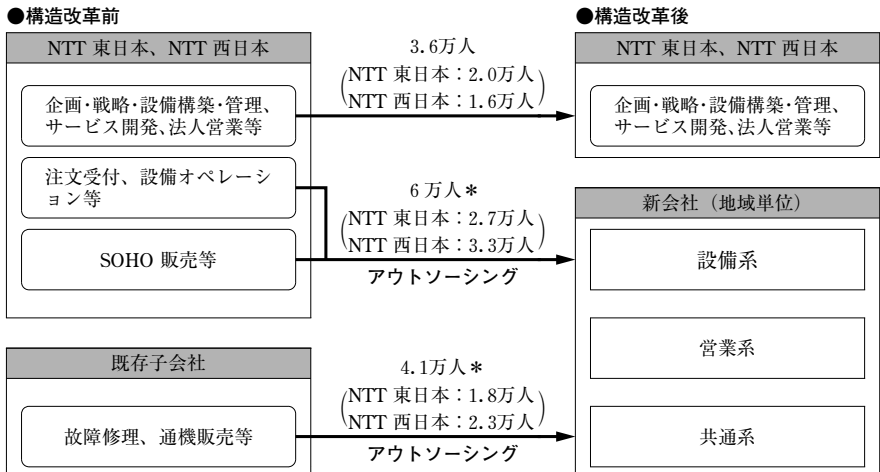 ●構造改革前
NTT 東日本、NTT 西日本
企画・戦略・設備構築・管理、
サービス開発、法人営業等
注文受付、設備オペレーシ
ョン等
SOHO 販売等
既存子会社
故障修理、通機販売等
3.6万人
(NTT 東日本：2.0万人
NTT 西日本：1.6万人)
6 万人＊
(NTT 東日本：2.7万人
NTT 西日本：3.3万人)
アウトソーシング
4.1万人＊
(NTT 東日本：1.8万人
NTT 西日本：2.3万人)
アウトソーシング
●構造改革後
NTT 東日本、NTT 西日本
企画・戦略・設備構築・管理、
サービス開発、法人営業等
新会社（地域単位）
設備系
営業系
共通系